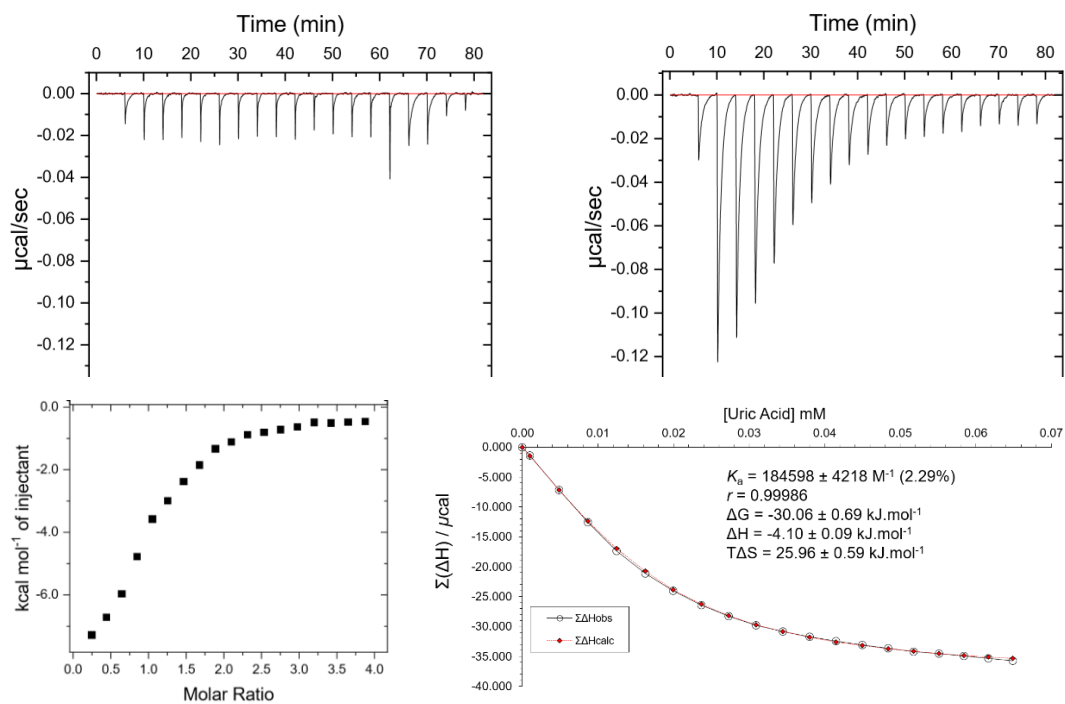 Time (min)
0 10 20 30 40 50 60 70 80
0.00
-0.02
-0.04
-0.06
-0.08
-0.10
-0.12
µcal/sec
Time (min)
0 10 20 30 40 50 60 70 80
0.00
-0.02
-0.04
-0.06
-0.08
-0.10
-0.12
µcal/sec
0.0
-2.0
-4.0
-6.0
kcal mol⁻¹ of injectant
0.0 0.5 1.0 1.5 2.0 2.5 3.0 3.5 4.0
Molar Ratio
[Uric Acid] mM
0.00 0.01 0.02 0.03 0.04 0.05 0.06 0.07
0.000
-5.000
-10.000
-15.000
-20.000
-25.000
-30.000
-35.000
-40.000
Σ(ΔH) / µcal
Kₐ = 184598 ± 4218 M⁻¹ (2.29%)
r = 0.99986
ΔG = -30.06 ± 0.69 kJ.mol⁻¹
ΔH = -4.10 ± 0.09 kJ.mol⁻¹
TΔS = 25.96 ± 0.59 kJ.mol⁻¹
ΣΔHobs
ΣΔHcalc